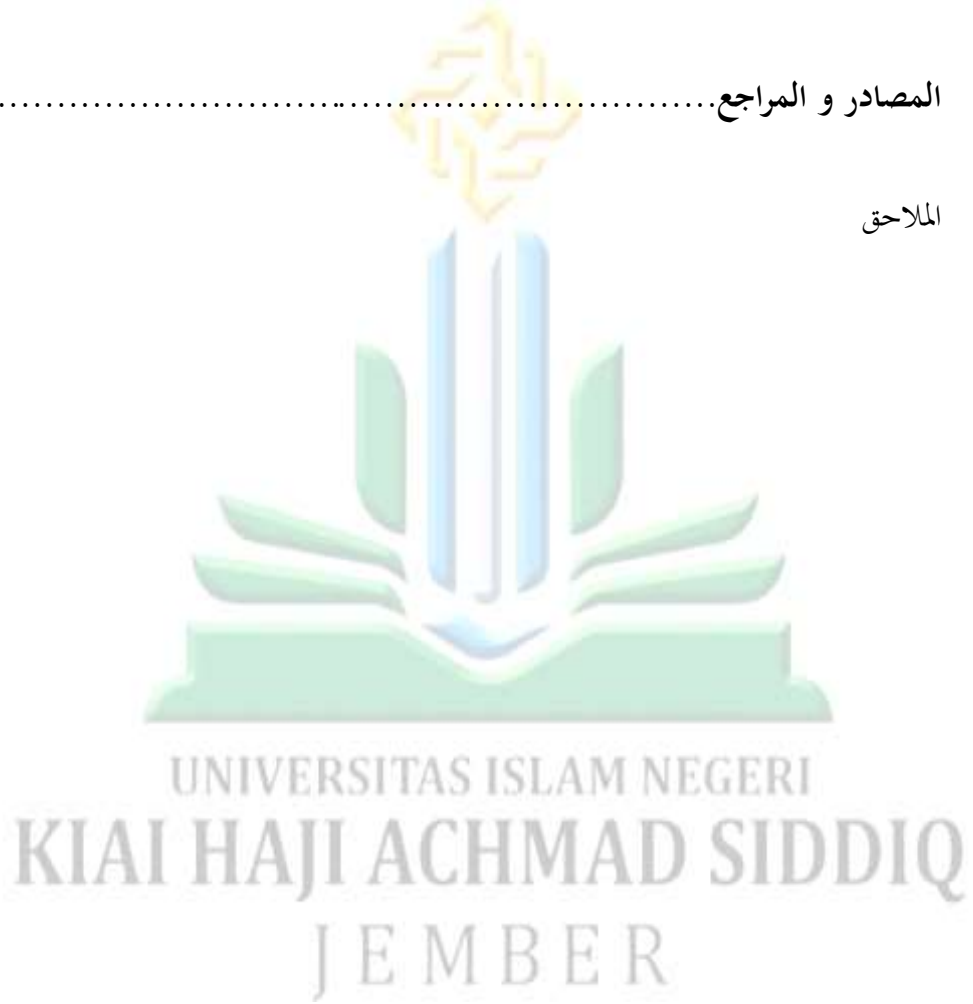 المصادر و المراجع..................................................................
الملاحق
UNIVERSITAS ISLAM NEGERI
KIAI HAJI ACHMAD SIDDIQ
JEMBER